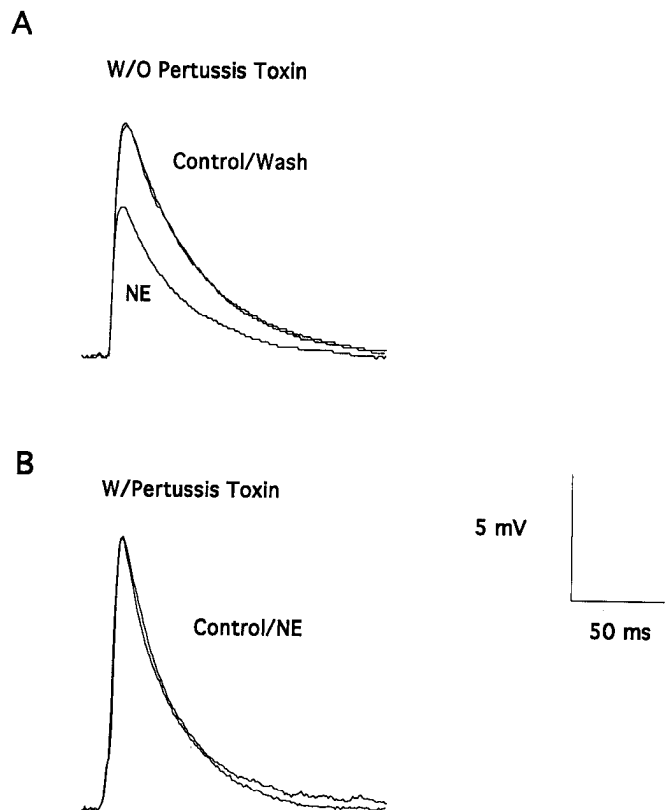 A
W/O Pertussis Toxin
Control/Wash
NE
B
W/Pertussis Toxin
5 mV
Control/NE
50 ms